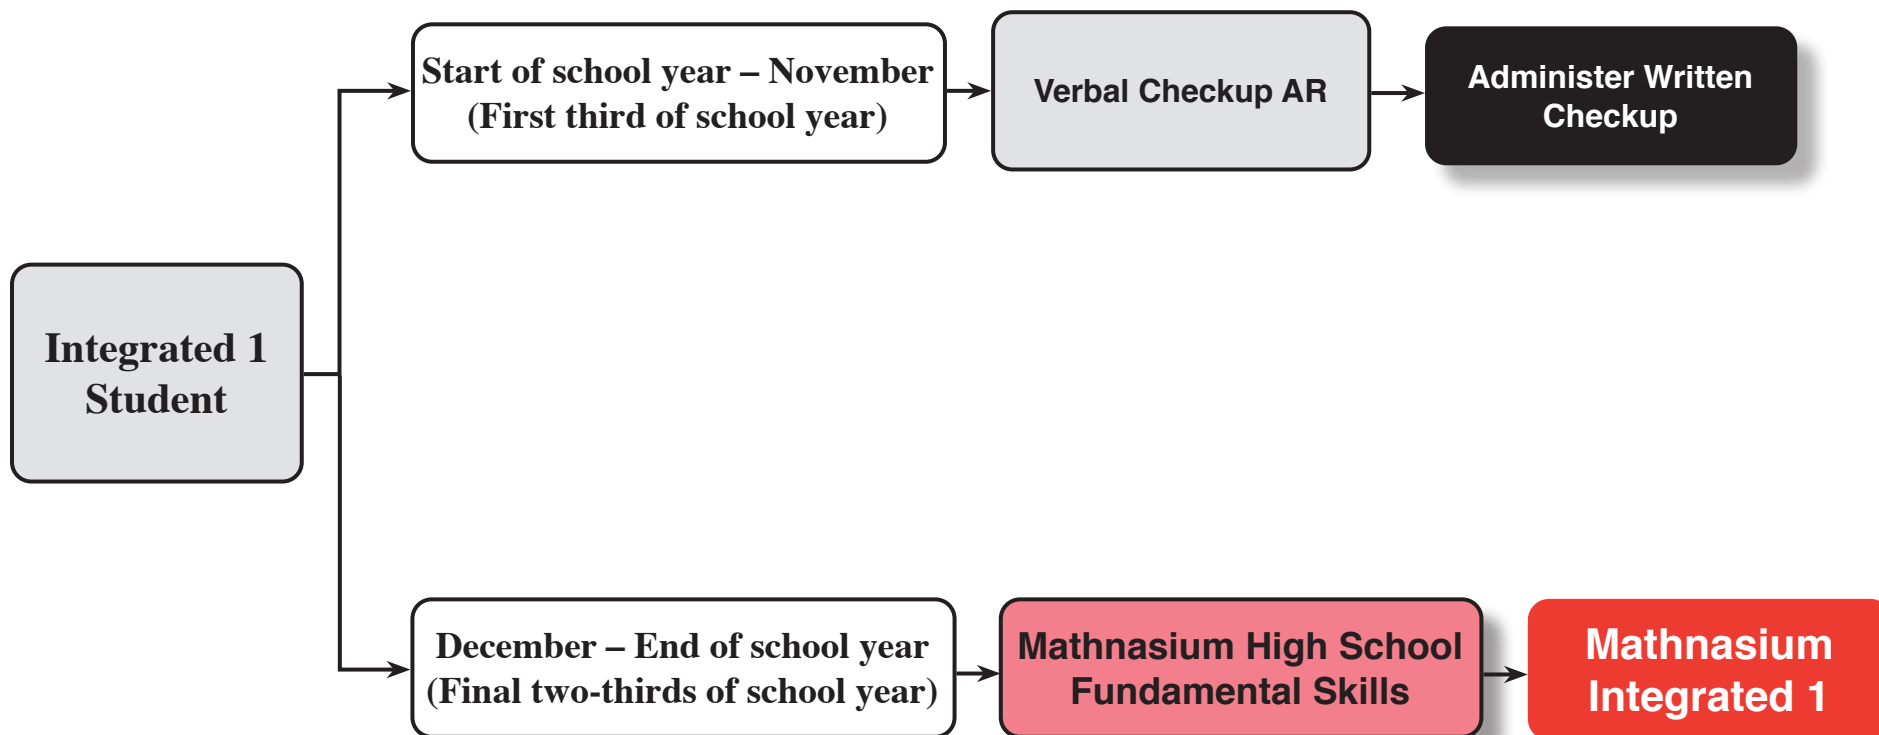 Start of school year – November
(First third of school year)
Verbal Checkup AR
Administer Written
Checkup
Integrated 1
Student
December – End of school year
(Final two-thirds of school year)
Mathnasium High School
Fundamental Skills
Mathnasium
Integrated 1